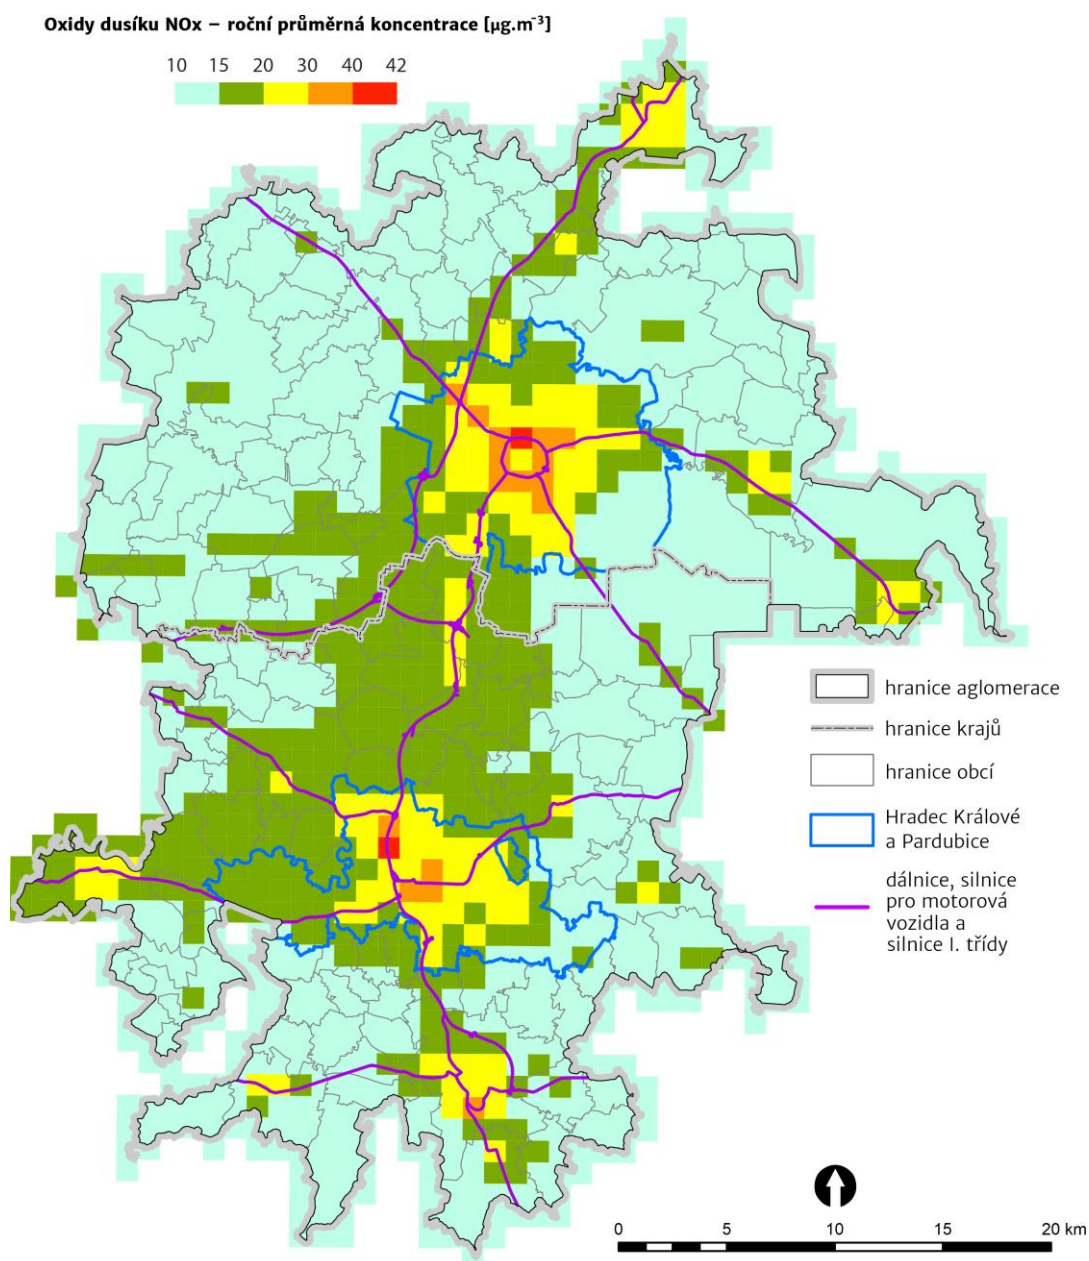 Oxidy dusíku NOx – roční průměrná koncentrace [µg.m⁻³]
10 15 20 30 40 42
hranice aglomerace
hranice krajů
hranice obcí
Hradec Králové
a Pardubice
dálnice, silnice
pro motorová
vozidla a
silnice I. třídy
0 5 10 15 20 km